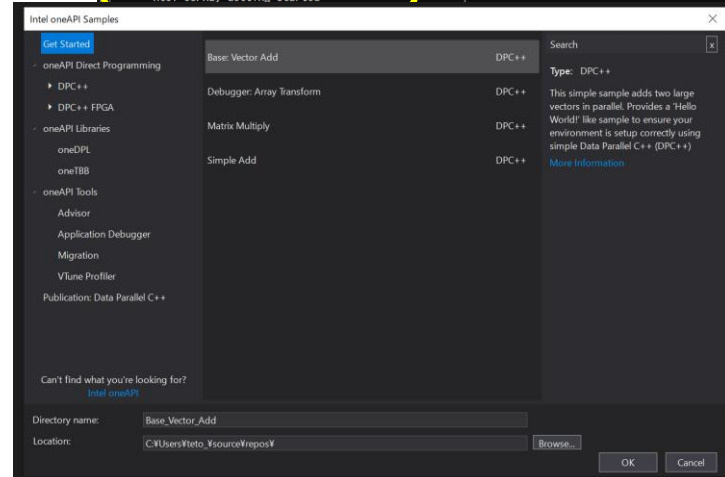 Intel oneAPI Samples
Get Started
oneAPI Direct Programming
DPC++
DPC++ FPGA
oneAPI Libraries
oneDPL
oneTBB
oneAPI Tools
Advisor
Application Debugger
Migration
VTune Profiler
Publication: Data Parallel C++
Can't find what you're looking for?
Intel oneAPI
Base: Vector Add DPC++
Debugger: Array Transform DPC++
Matrix Multiply DPC++
Simple Add DPC++
Search x
Type: DPC++
This simple sample adds two large
vectors in parallel. Provides a 'Hello
World!' like sample to ensure your
environment is setup correctly using
simple Data Parallel C++ (DPC++)
More Information
Directory name: Base_Vector_Add
Location: C:¥Users¥teto_¥source¥repos¥ Browse...
OK Cancel